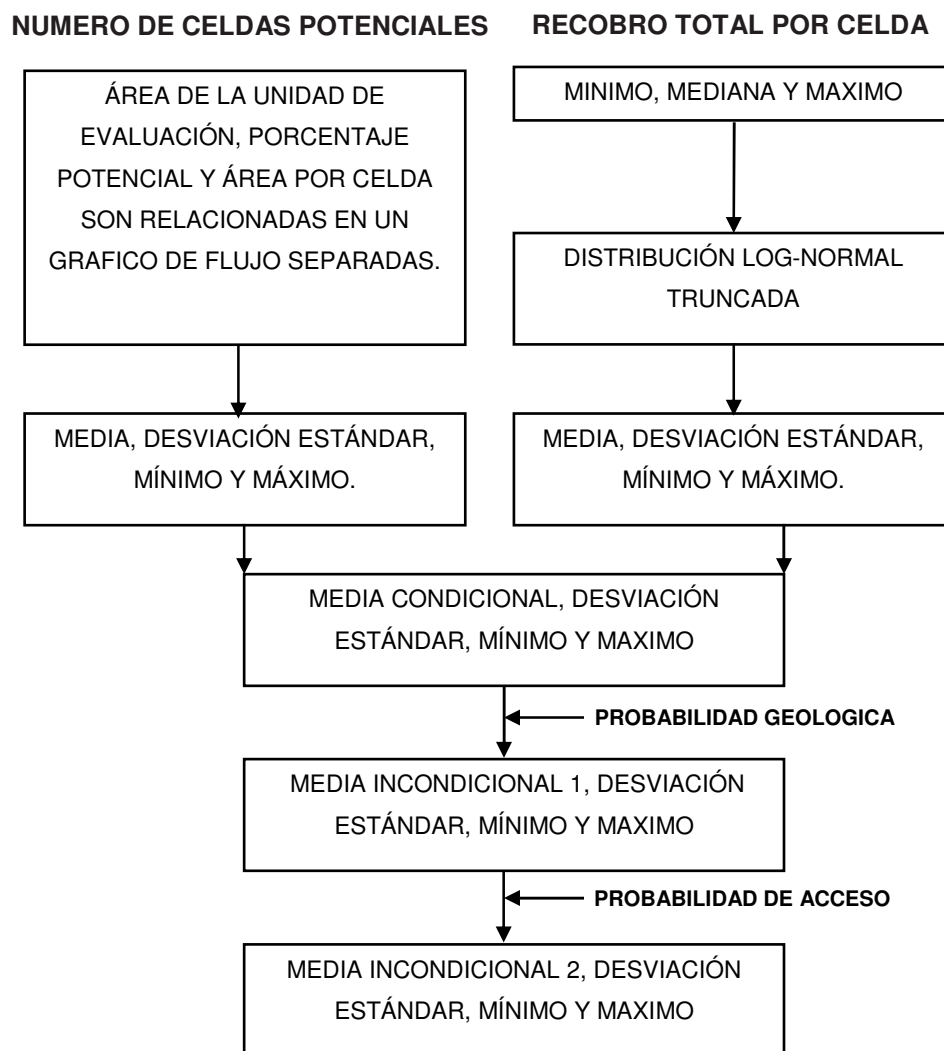 NUMERO DE CELDAS POTENCIALES
RECOBRO TOTAL POR CELDA
ÁREA DE LA UNIDAD DE
EVALUACIÓN, PORCENTAJE
POTENCIAL Y ÁREA POR CELDA
SON RELACIONADAS EN UN
GRAFICO DE FLUJO SEPARADAS.
MINIMO, MEDIANA Y MAXIMO
DISTRIBUCIÓN LOG-NORMAL
TRUNCADA
MEDIA, DESVIACIÓN ESTÁNDAR,
MÍNIMO Y MÁXIMO.
MEDIA, DESVIACIÓN ESTÁNDAR,
MÍNIMO Y MÁXIMO.
MEDIA CONDICIONAL, DESVIACIÓN
ESTÁNDAR, MÍNIMO Y MAXIMO
PROBABILIDAD GEOLOGICA
MEDIA INCONDICIONAL 1, DESVIACIÓN
ESTÁNDAR, MÍNIMO Y MAXIMO
PROBABILIDAD DE ACCESO
MEDIA INCONDICIONAL 2, DESVIACIÓN
ESTÁNDAR, MÍNIMO Y MAXIMO